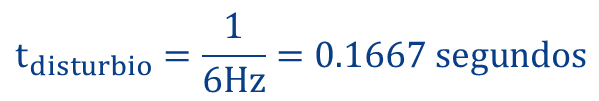 t_disturbio = 1/6Hz = 0.1667 segundos